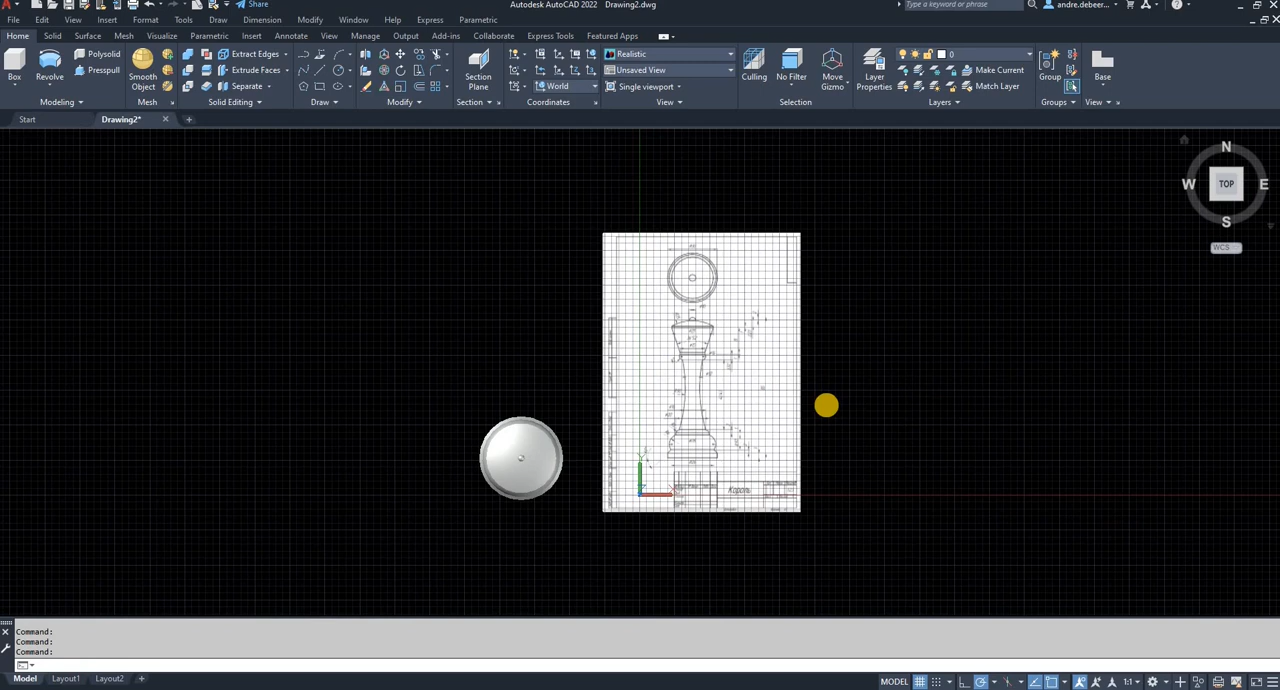 Share
Autodesk AutoCAD 2022 Drawing2.dwg
Type a keyword or phrase
andre.debeer...
File Edit View Insert Format Tools Draw Dimension Modify Window Help Express Parametric
Home Solid Surface Mesh Visualize Parametric Insert Annotate View Manage Output Add-ins Collaborate Express Tools Featured Apps
Polysolid
Presspull
Extract Edges
Extrude Faces
Separate
Realistic
Unsaved View
World
Single viewport
0
Make Current
Match Layer
Box
Revolve
Smooth
Object
Section
Plane
Culling
No Filter
Move
Gizmo
Layer
Properties
Group
Base
Modeling
Mesh
Solid Editing
Draw
Modify
Section
Coordinates
View
Selection
Layers
Groups
View
Start
Drawing2*
N
W
TOP
E
S
WCS
Y
X
Король
Command:
Command:
Command:
Model
Layout1
Layout2
MODEL
1:1